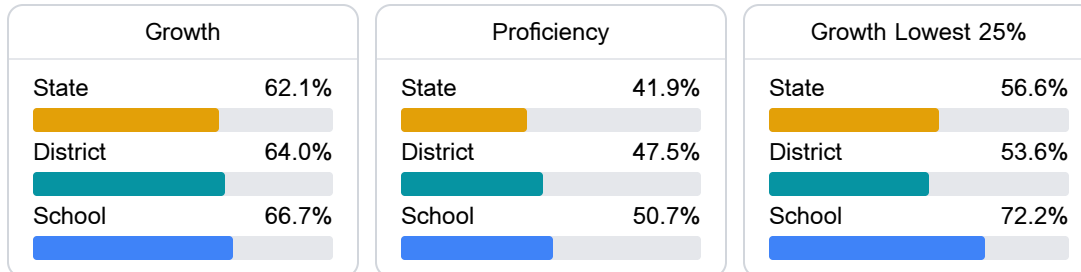 Growth
State 62.1%
District 64.0%
School 66.7%
Proficiency
State 41.9%
District 47.5%
School 50.7%
Growth Lowest 25%
State 56.6%
District 53.6%
School 72.2%